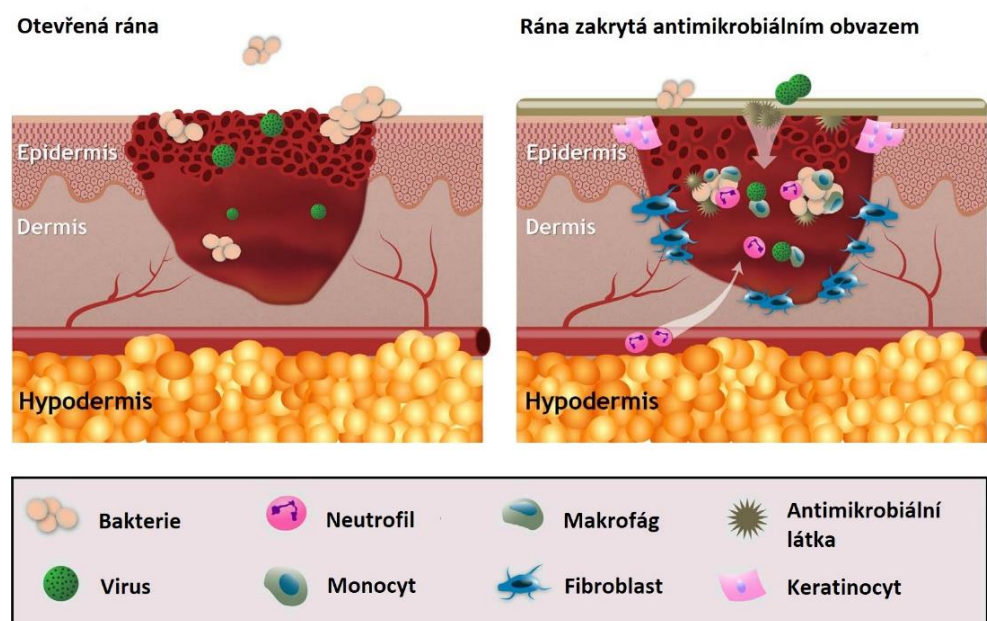 Otevřená rána
Rána zakrytá antimikrobiálním obvazem
Epidermis
Dermis
Hypodermis
Epidermis
Dermis
Hypodermis
Bakterie
Neutrofil
Makrofág
Antimikrobiální
látka
Virus
Monocyt
Fibroblast
Keratinocyt